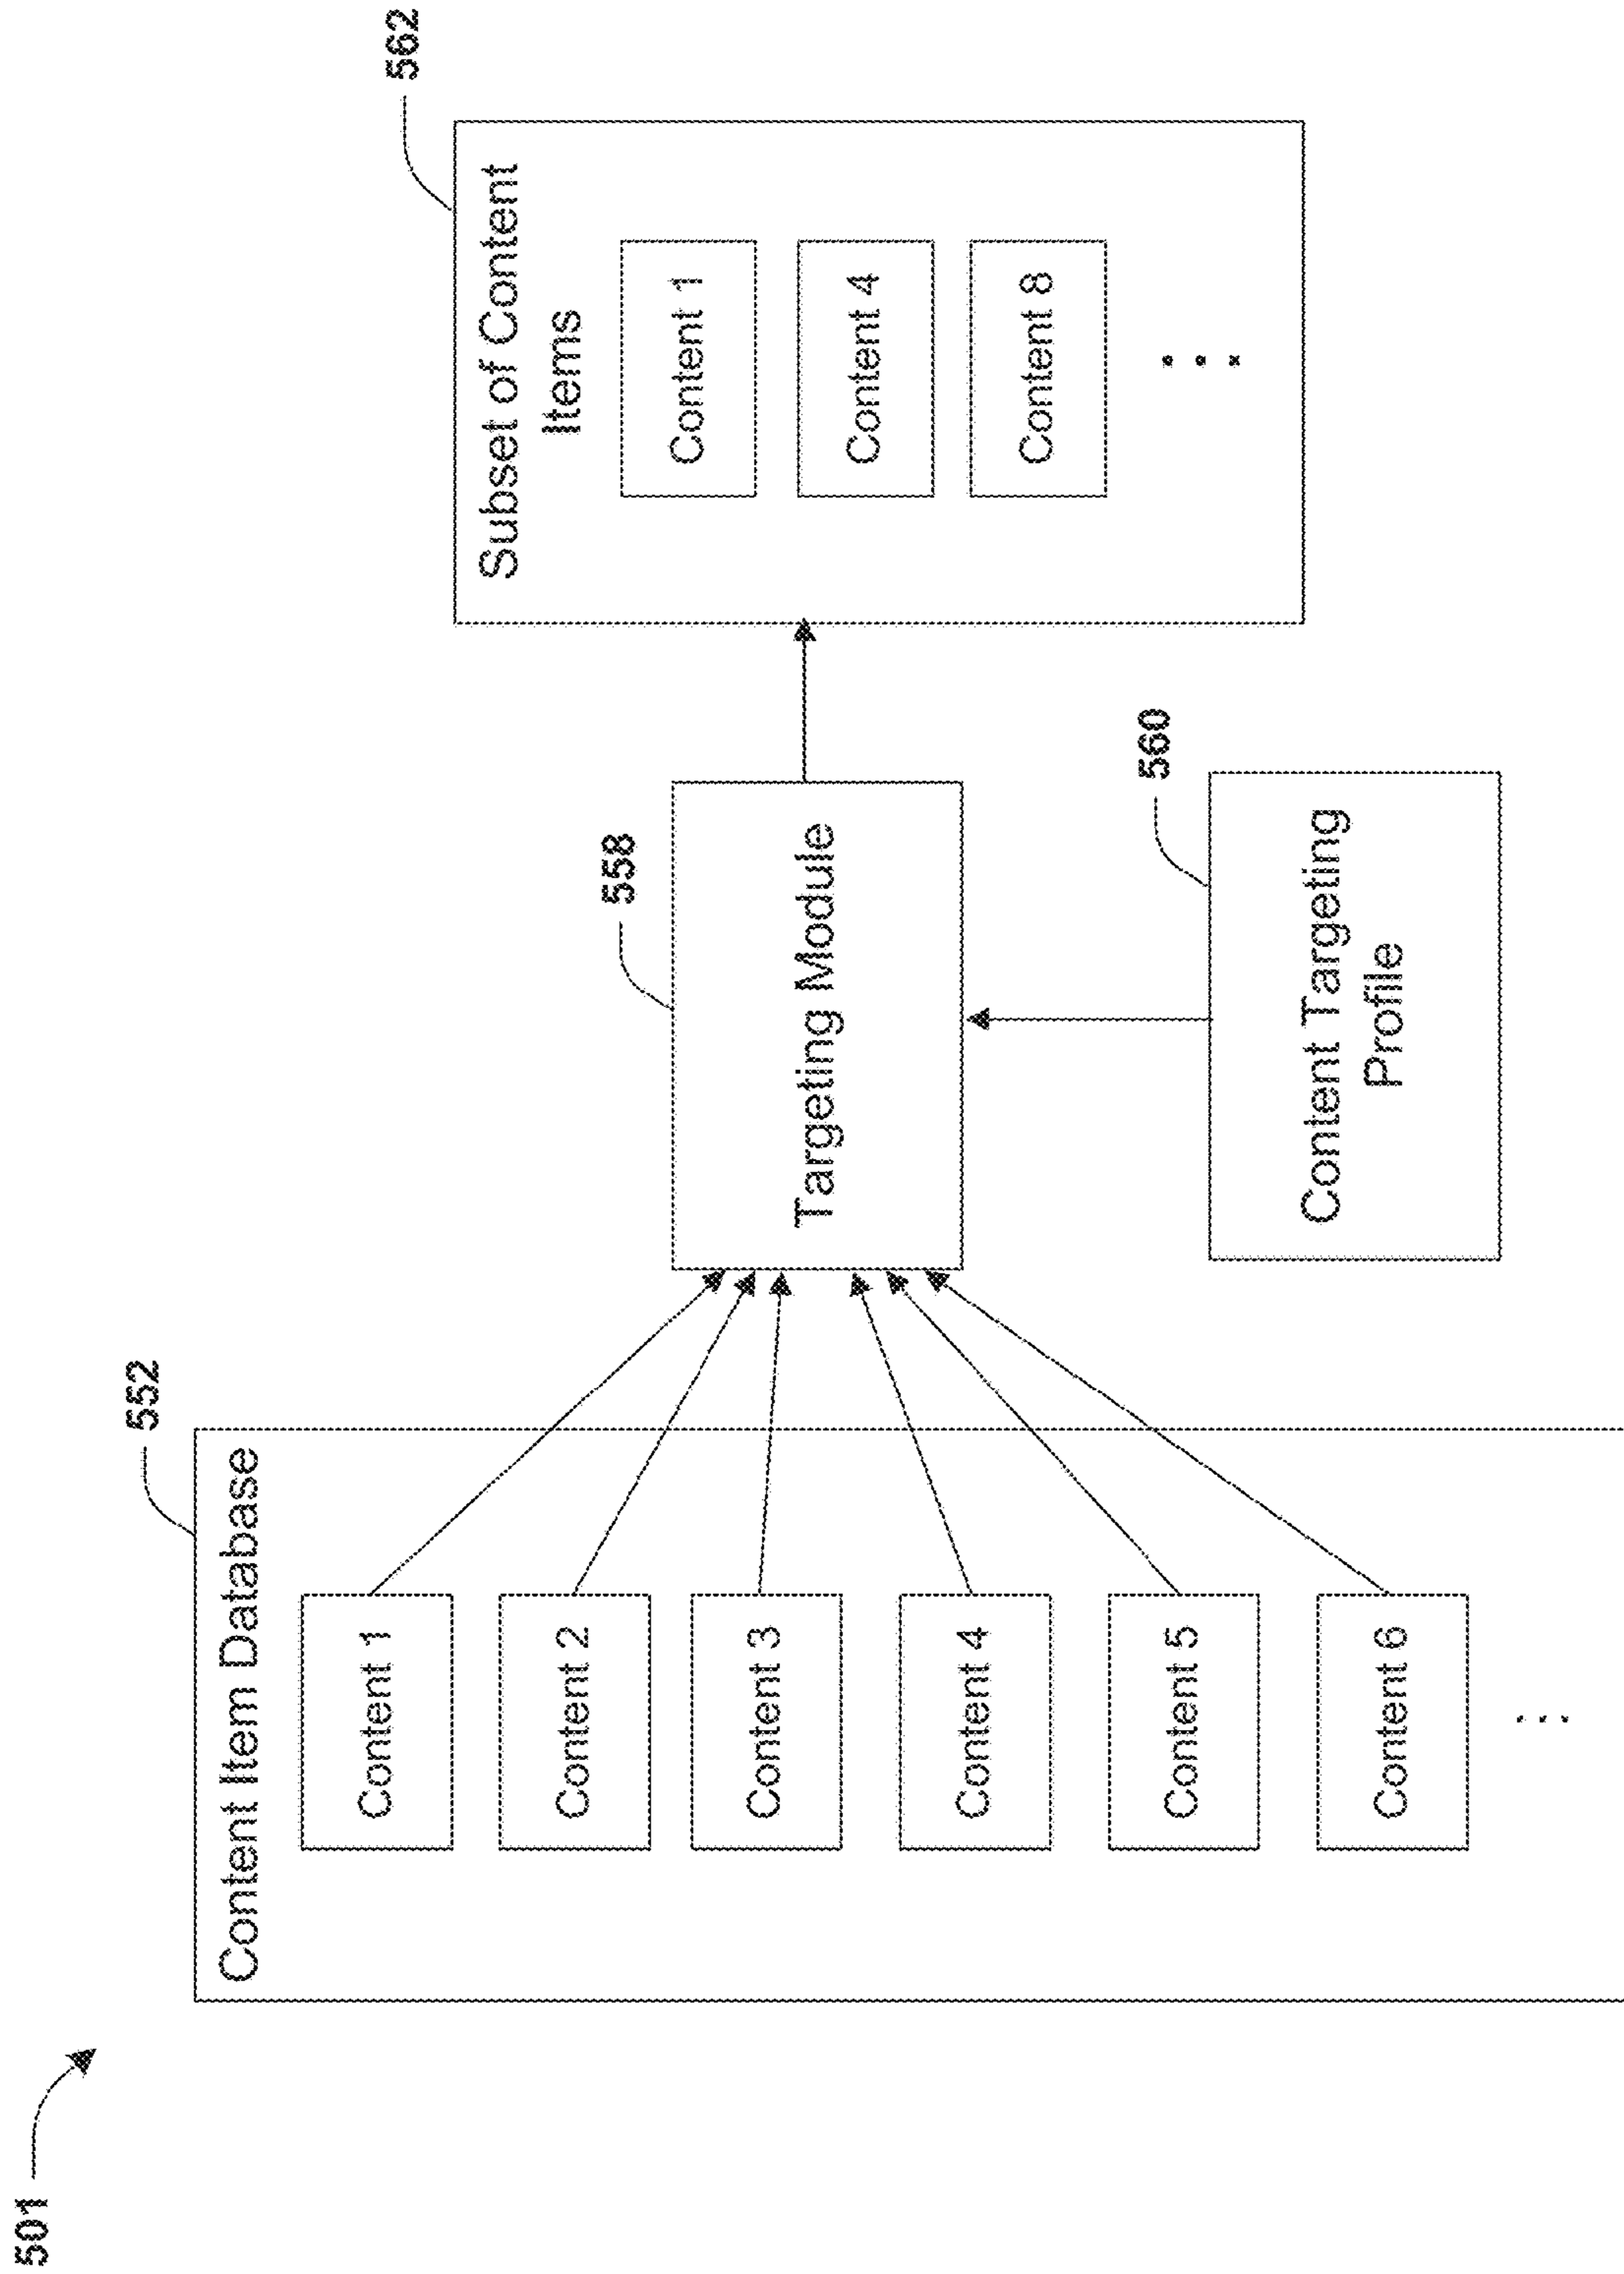 501
552
Content Item Database
Content 1
Content 2
Content 3
Content 4
Content 5
Content 6
...
558
Targeting Module
560
Content Targeting
Profile
562
Subset of Content
Items
Content 1
Content 4
Content 8
...